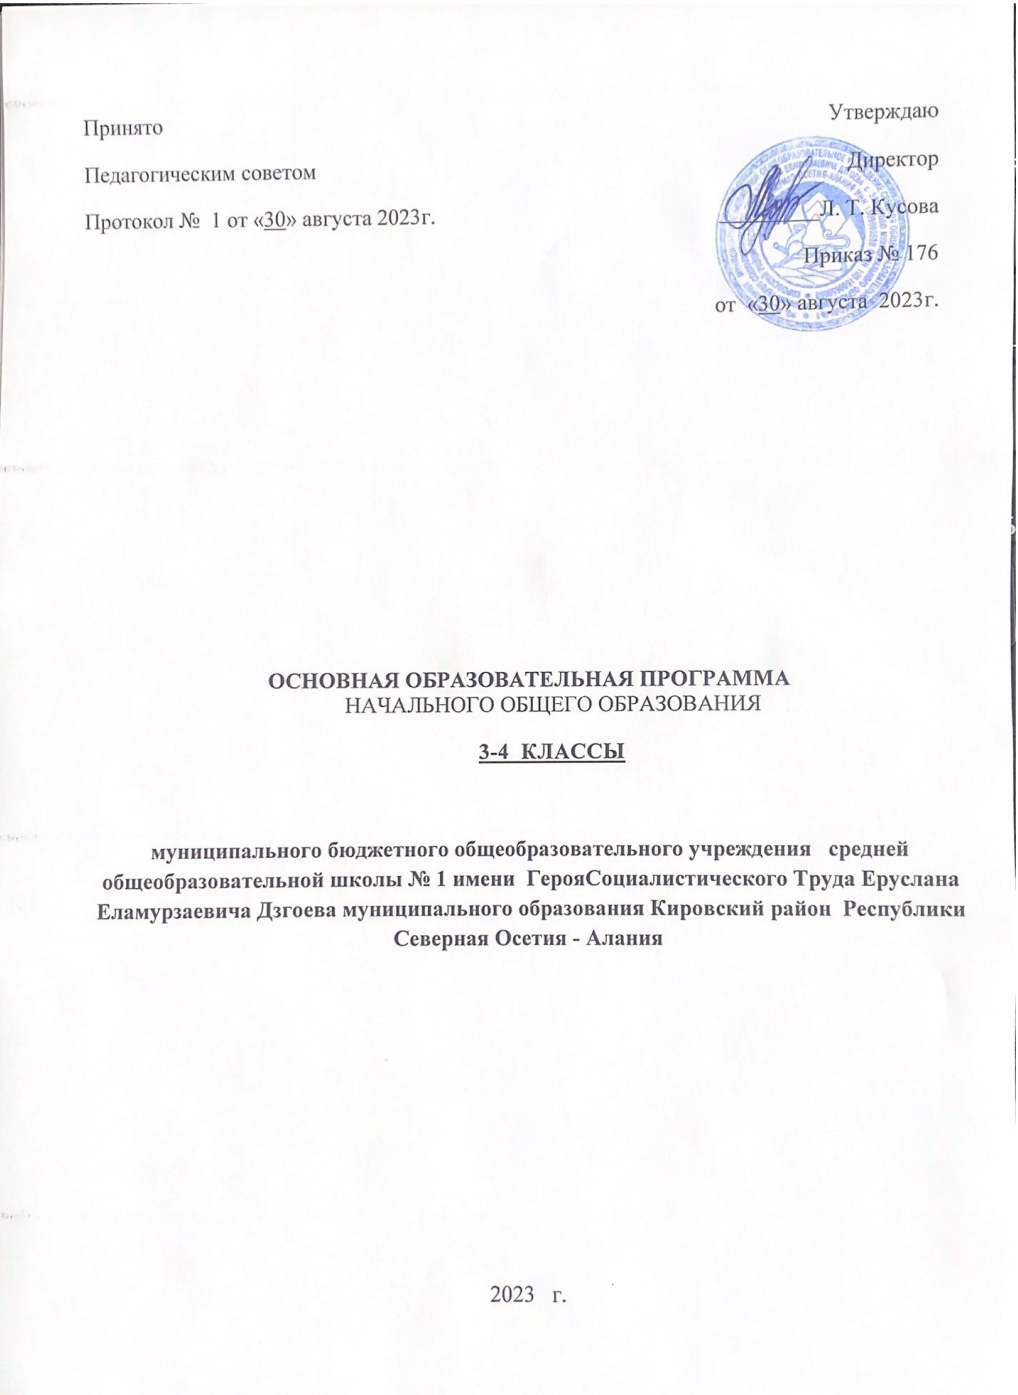 Принято
Педагогическим советом
Протокол № 1 от «30» августа 2023г.
Утверждаю
Директор
Л. Т. Кусова
Приказ № 176
от «30» августа 2023г.
ОСНОВНАЯ ОБРАЗОВАТЕЛЬНАЯ ПРОГРАММА
НАЧАЛЬНОГО ОБЩЕГО ОБРАЗОВАНИЯ
3-4 КЛАССЫ
муниципального бюджетного общеобразовательного учреждения средней
общеобразовательной школы № 1 имени ГерояСоциалистического Труда Еруслана
Еламурзаевича Дзгоева муниципального образования Кировский район Республики
Северная Осетия - Алания
2023 г.